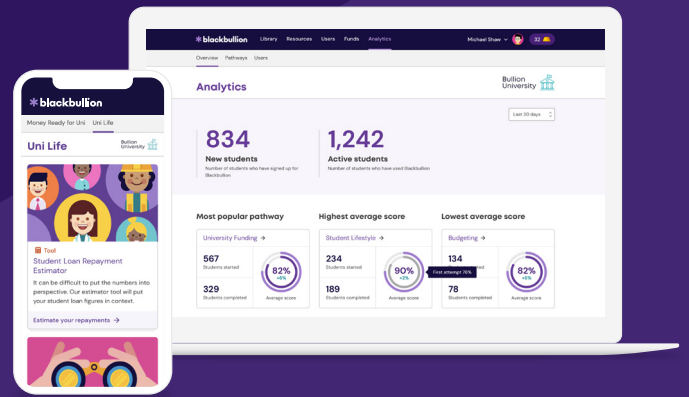 blackbullion
Money Ready for Uni Uni Life
Uni Life
Bullion
University
Tool
Student Loan Repayment
Estimator
It can be difficult to put the numbers into
perspective. Our estimator tool will put
your student loan figures in context.
Estimate your repayments →
blackbullion Library Resources Users Funds Analytics Michael Shaw 32
Overview Pathways Users
Analytics
Bullion
University
Last 30 days
834
New students
Number of students who have signed up for
Blackbullion
1,242
Active students
Number of students who have used Blackbullion
Most popular pathway
University Funding →
567
Students started
329
Students completed
82%
+6%
Average score
Highest average score
Student Lifestyle →
234
Students started
189
Students completed
90%
+2%
First attempt 76%
Average score
Lowest average score
Budgeting →
134
78
Students completed
82%
+6%
Average score